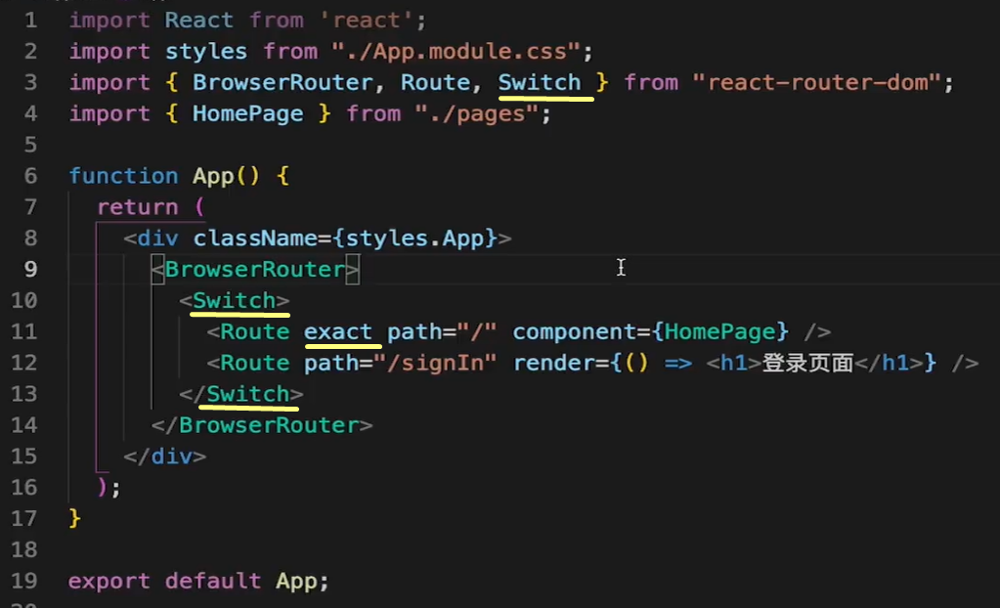 1 import React from 'react';
2 import styles from "./App.module.css";
3 import { BrowserRouter, Route, Switch } from "react-router-dom";
4 import { HomePage } from "./pages";
5
6 function App() {
7   return (
8     <div className={styles.App}>
9       <BrowserRouter>
10         <Switch>
11           <Route exact path="/" component={HomePage} />
12           <Route path="/signIn" render={() => <h1>登录页面</h1>} />
13         </Switch>
14       </BrowserRouter>
15     </div>
16   );
17 }
18
19 export default App;